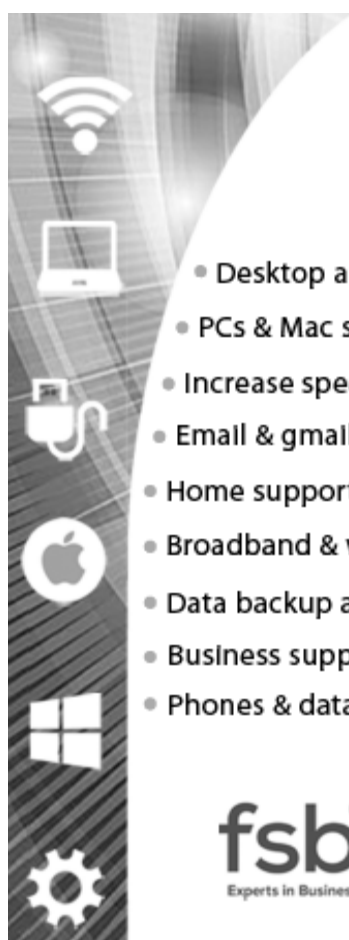 Desktop a
PCs & Mac s
Increase spe
Email & gmail
Home support
Broadband & 
Data backup a
Business supp
Phones & data
fsb
Experts in Busines